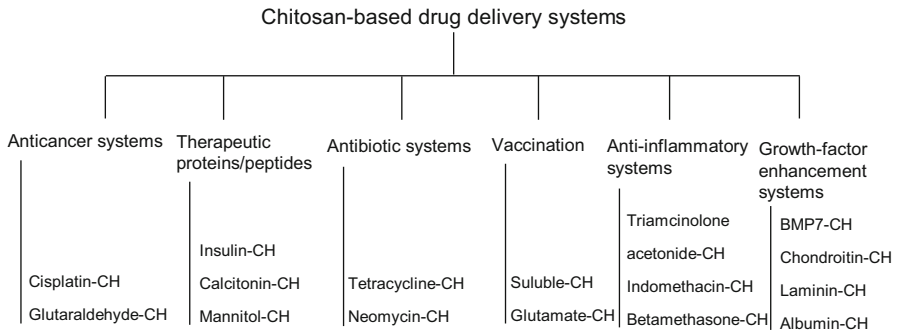 Chitosan-based drug delivery systems
Anticancer systems
Cisplatin-CH
Glutaraldehyde-CH
Therapeutic
proteins/peptides
Insulin-CH
Calcitonin-CH
Mannitol-CH
Antibiotic systems
Tetracycline-CH
Neomycin-CH
Vaccination
Suluble-CH
Glutamate-CH
Anti-inflammatory
systems
Triamcinolone
acetonide-CH
Indomethacin-CH
Betamethasone-CH
Growth-factor
enhancement
systems
BMP7-CH
Chondroitin-CH
Laminin-CH
Albumin-CH